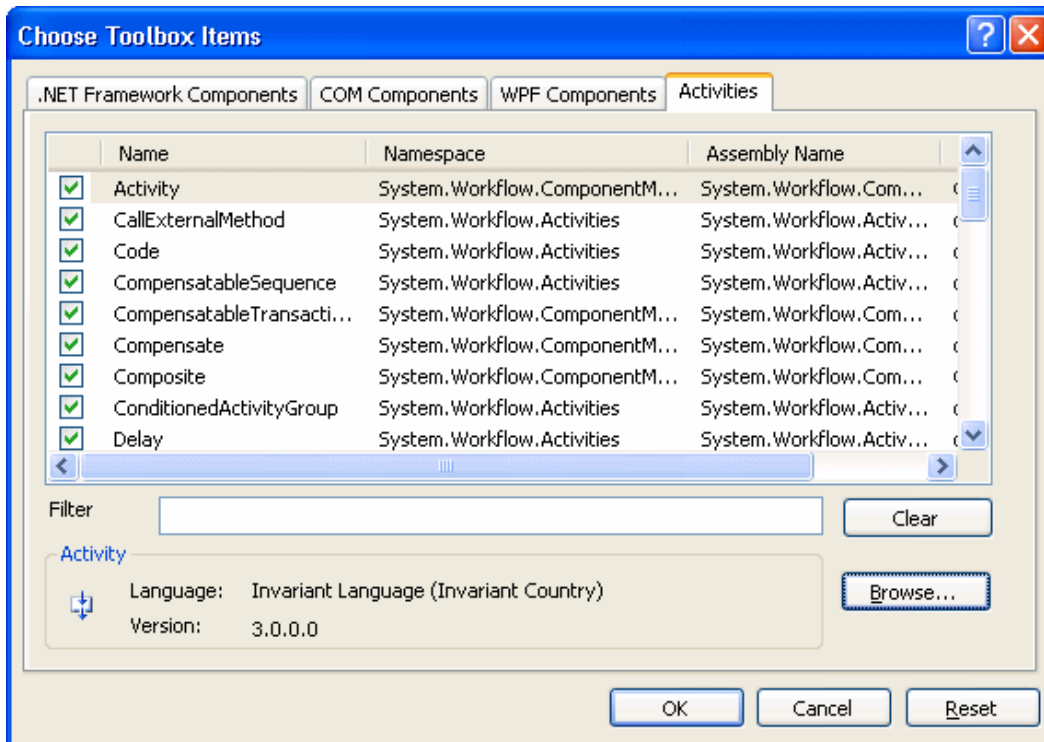 Choose Toolbox Items
.NET Framework Components COM Components WPF Components Activities
Name Namespace Assembly Name
Activity System.Workflow.ComponentM... System.Workflow.Com...
CallExternalMethod System.Workflow.Activities System.Workflow.Activ...
Code System.Workflow.Activities System.Workflow.Activ...
CompensatableSequence System.Workflow.Activities System.Workflow.Activ...
CompensatableTransacti... System.Workflow.ComponentM... System.Workflow.Com...
Compensate System.Workflow.ComponentM... System.Workflow.Com...
Composite System.Workflow.ComponentM... System.Workflow.Com...
ConditionedActivityGroup System.Workflow.Activities System.Workflow.Activ...
Delay System.Workflow.Activities System.Workflow.Activ...
Filter Clear
Activity
Language: Invariant Language (Invariant Country) Browse...
Version: 3.0.0.0
OK Cancel Reset